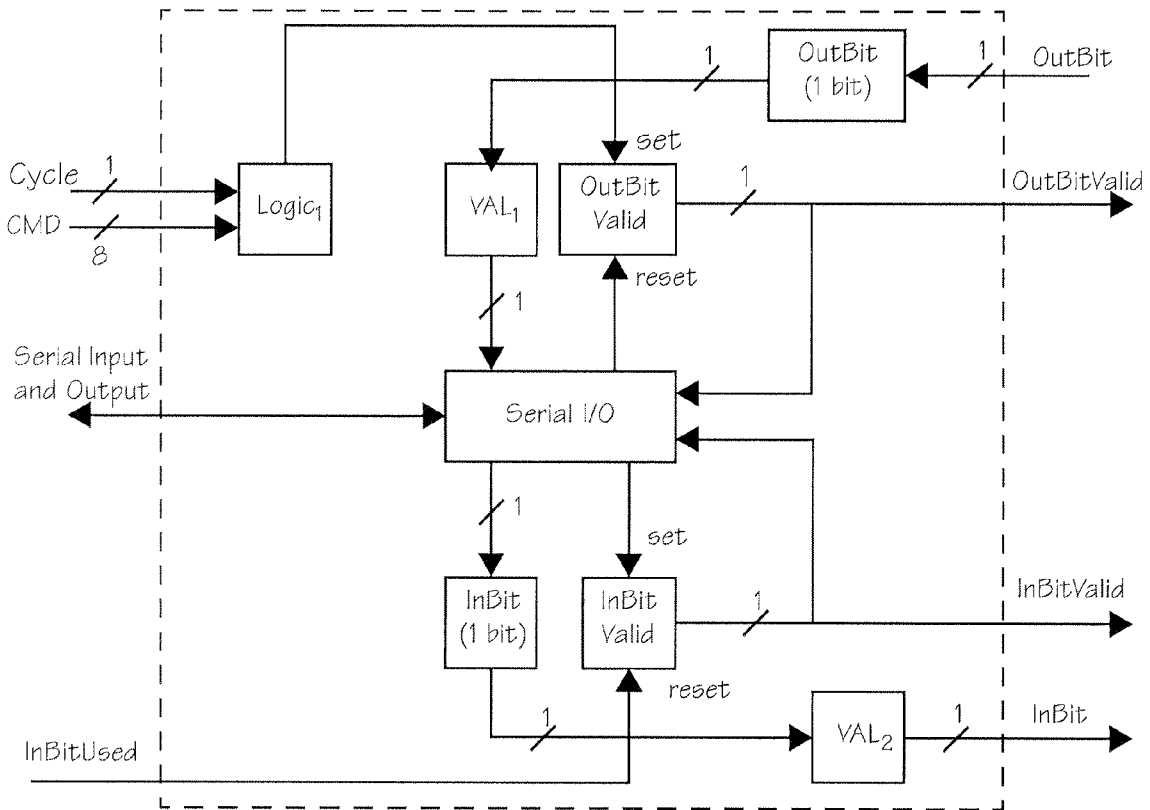 1
OutBit
(1 bit)
1
OutBit
set
Cycle
1
Logic1
VAL1
OutBit
Valid
1
OutBitValid
CMD
8
reset
1
Serial Input
and Output
Serial I/O
1
set
InBit
(1 bit)
InBit
Valid
1
InBitValid
reset
1
VAL2
1
InBit
InBitUsed